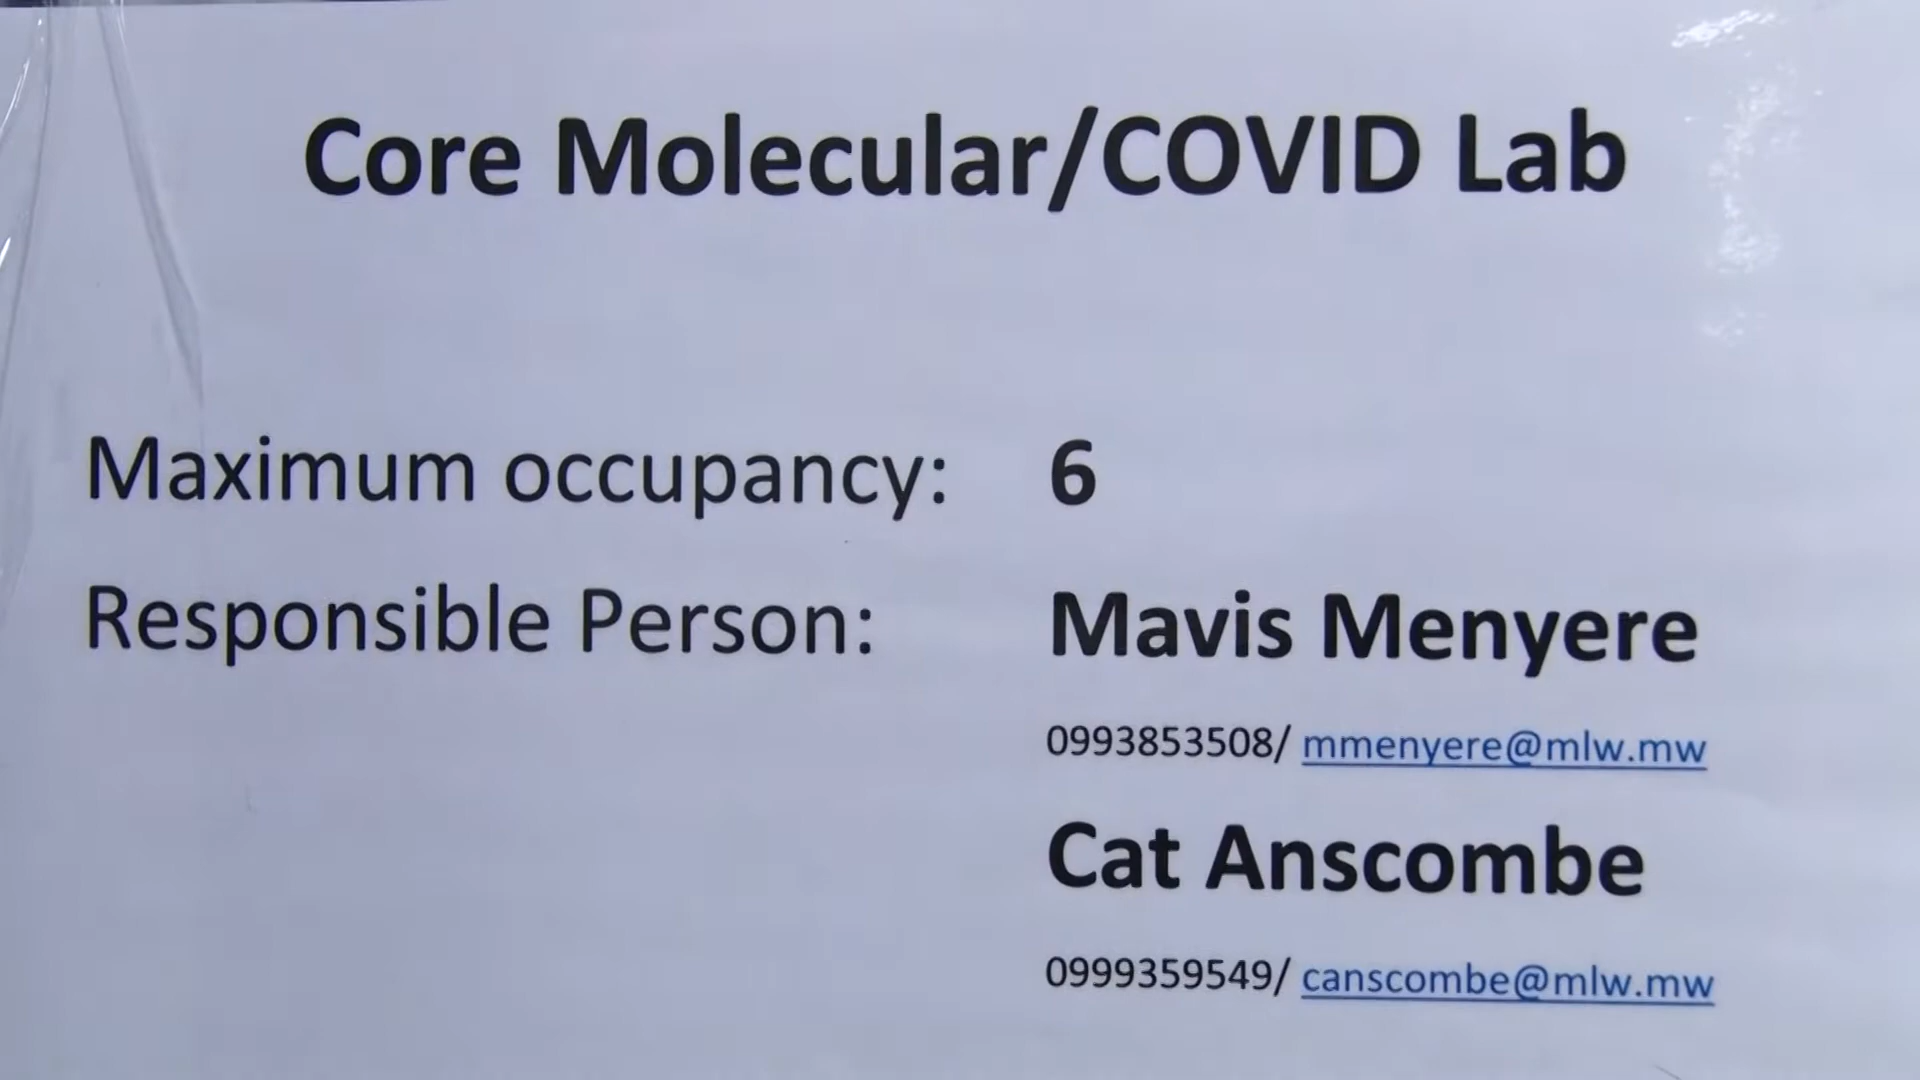 Core Molecular/COVID Lab
Maximum occupancy: 6
Responsible Person: Mavis Menyere
0993853508/ mmenyere@mlw.mw
Cat Anscombe
0999359549/ canscombe@mlw.mw